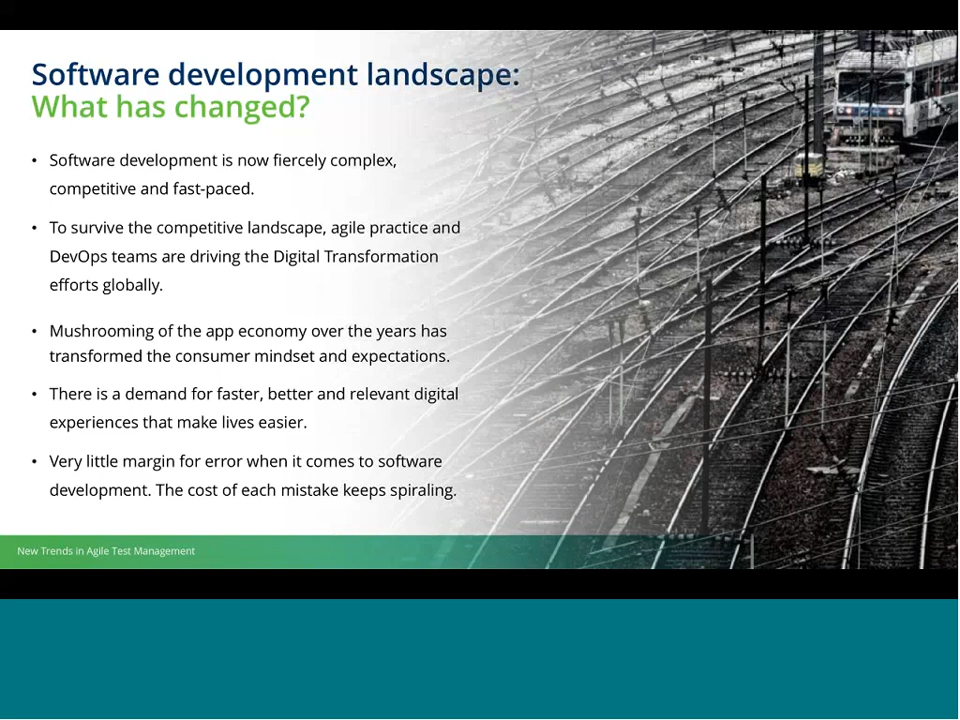 Software development landscape:
What has changed?
• Software development is now fiercely complex,
competitive and fast-paced.
• To survive the competitive landscape, agile practice and
DevOps teams are driving the Digital Transformation
efforts globally.
• Mushrooming of the app economy over the years has
transformed the consumer mindset and expectations.
• There is a demand for faster, better and relevant digital
experiences that make lives easier.
• Very little margin for error when it comes to software
development. The cost of each mistake keeps spiraling.
New Trends in Agile Test Management